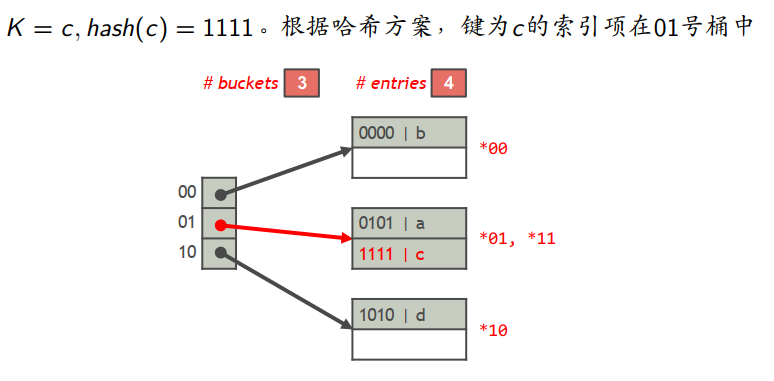 K = c, hash(c) = 1111。根据哈希方案，键为c的索引项在01号桶中
# buckets 3 # entries 4
0000 | b
*00
00
01
10
0101 | a
1111 | c
*01, *11
1010 | d
*10